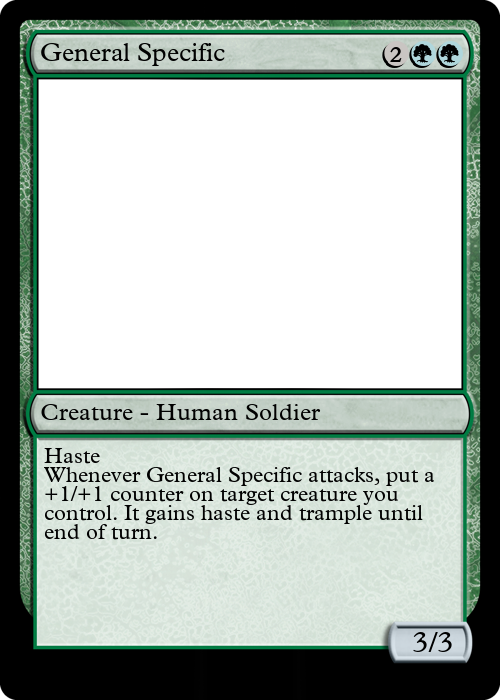 General Specific 2
Creature - Human Soldier
Haste
Whenever General Specific attacks, put a
+1/+1 counter on target creature you
control. It gains haste and trample until
end of turn.
3/3